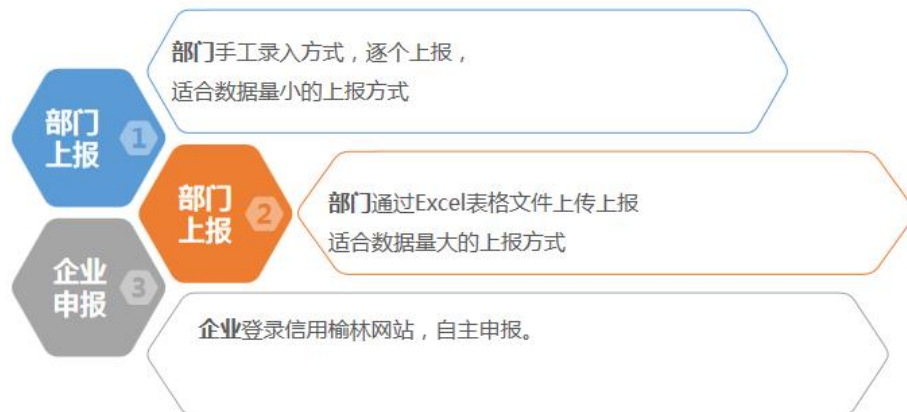 部门手工录入方式，逐个上报，
适合数据量小的上报方式
部门
上报
1
部门
上报
2
部门通过Excel表格文件上传上报
适合数据量大的上报方式
企业
申报
3
企业登录信用榆林网站，自主申报。